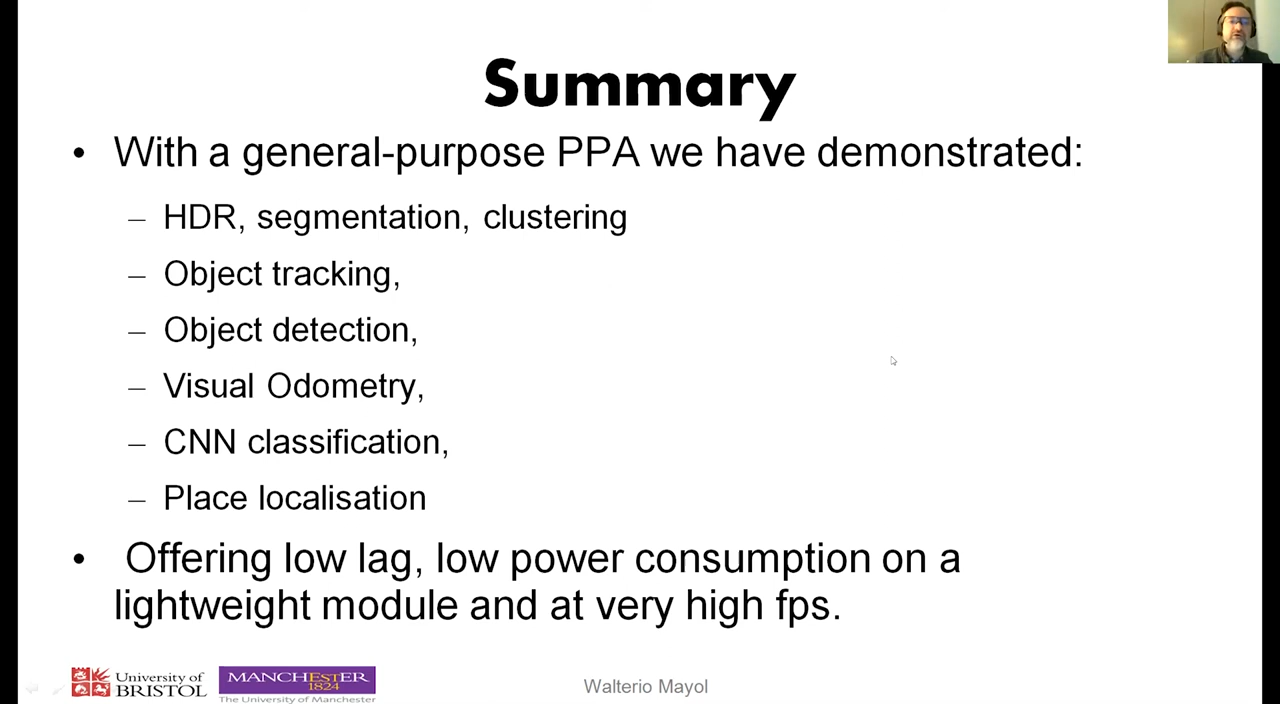 Summary
• With a general-purpose PPA we have demonstrated:
– HDR, segmentation, clustering
– Object tracking,
– Object detection,
– Visual Odometry,
– CNN classification,
– Place localisation
• Offering low lag, low power consumption on a
lightweight module and at very high fps.
University of
BRISTOL
MANCHESTER
1824
The University of Manchester
Walterio Mayol